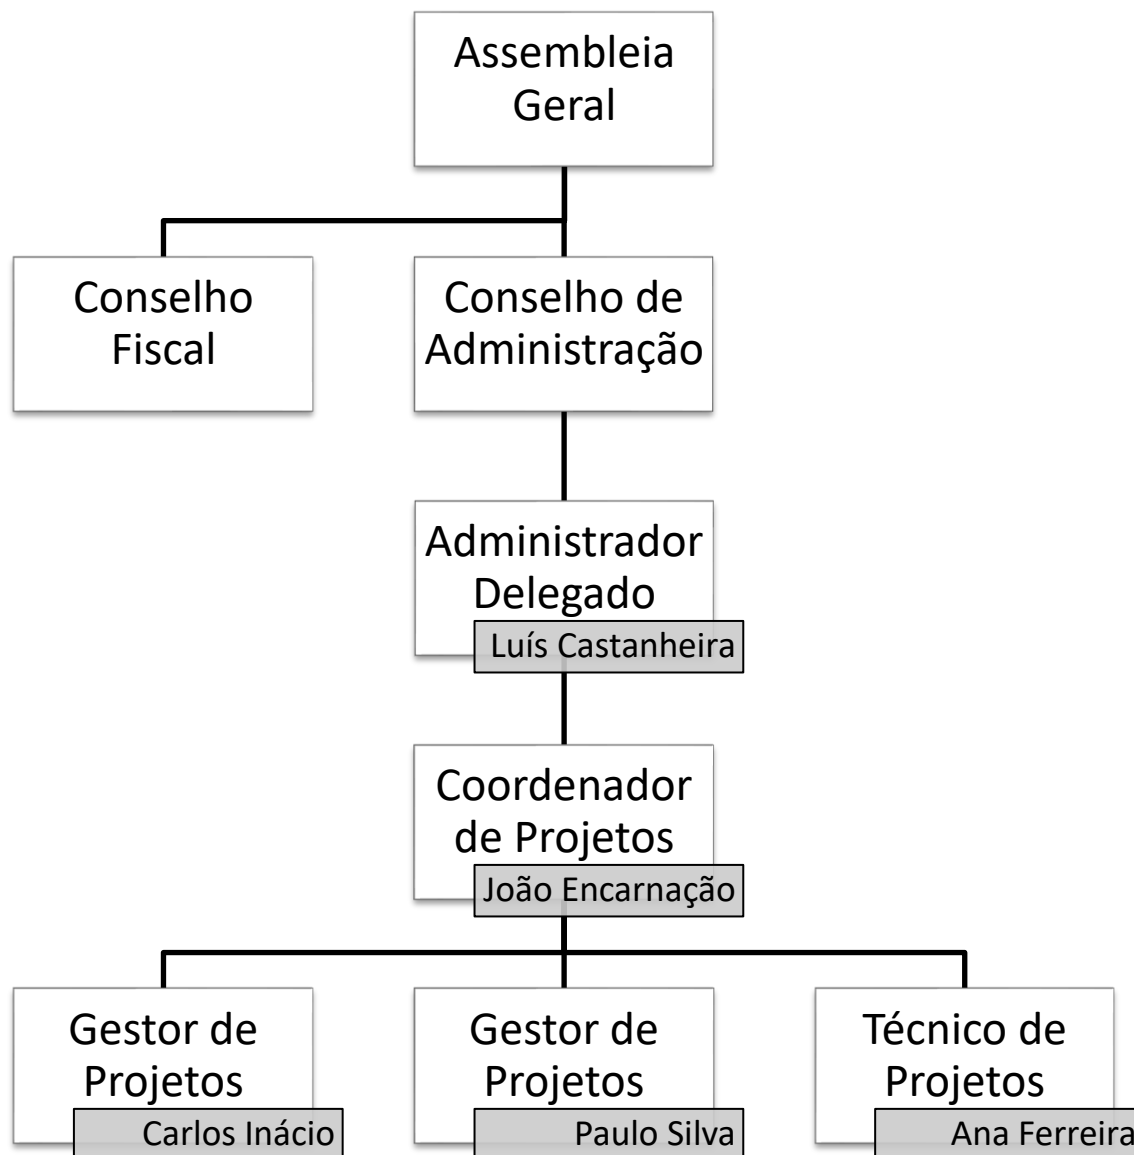 Assembleia
Geral
Conselho
Fiscal
Conselho de
Administração
Administrador
Delegado
Luís Castanheira
Coordenador
de Projetos
João Encarnação
Gestor de
Projetos
Carlos Inácio
Gestor de
Projetos
Paulo Silva
Técnico de
Projetos
Ana Ferreira